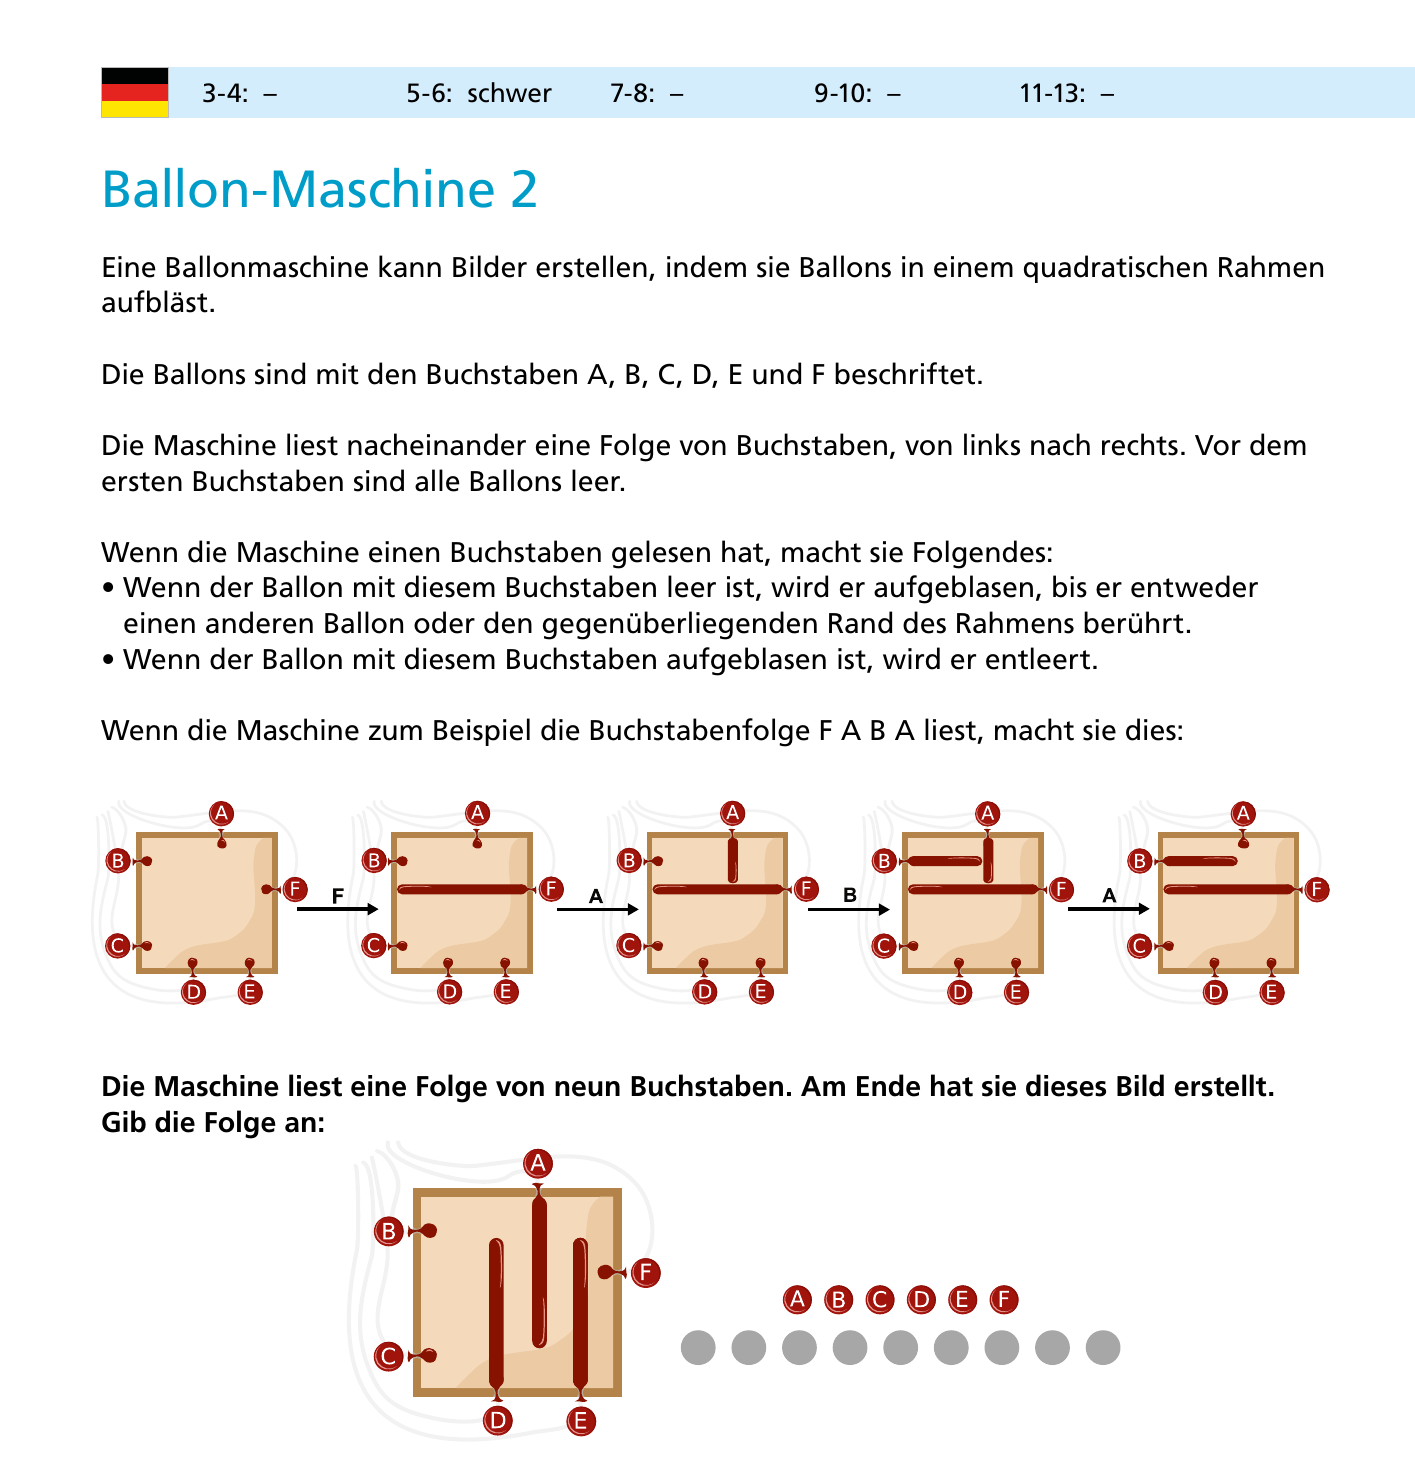 3-4: – 5-6: schwer 7-8: – 9-10: – 11-13: –
Ballon-Maschine 2
Eine Ballonmaschine kann Bilder erstellen, indem sie Ballons in einem quadratischen Rahmen
aufbläst.
Die Ballons sind mit den Buchstaben A, B, C, D, E und F beschriftet.
Die Maschine liest nacheinander eine Folge von Buchstaben, von links nach rechts. Vor dem
ersten Buchstaben sind alle Ballons leer.
Wenn die Maschine einen Buchstaben gelesen hat, macht sie Folgendes:
• Wenn der Ballon mit diesem Buchstaben leer ist, wird er aufgeblasen, bis er entweder
einen anderen Ballon oder den gegenüberliegenden Rand des Rahmens berührt.
• Wenn der Ballon mit diesem Buchstaben aufgeblasen ist, wird er entleert.
Wenn die Maschine zum Beispiel die Buchstabenfolge F A B A liest, macht sie dies:
A A A A A
B B B B B
F F F F F
F A B A
C C C C C
D E D E D E D E D E
Die Maschine liest eine Folge von neun Buchstaben. Am Ende hat sie dieses Bild erstellt.
Gib die Folge an:
A
B
F
A B C D E F
C
D E